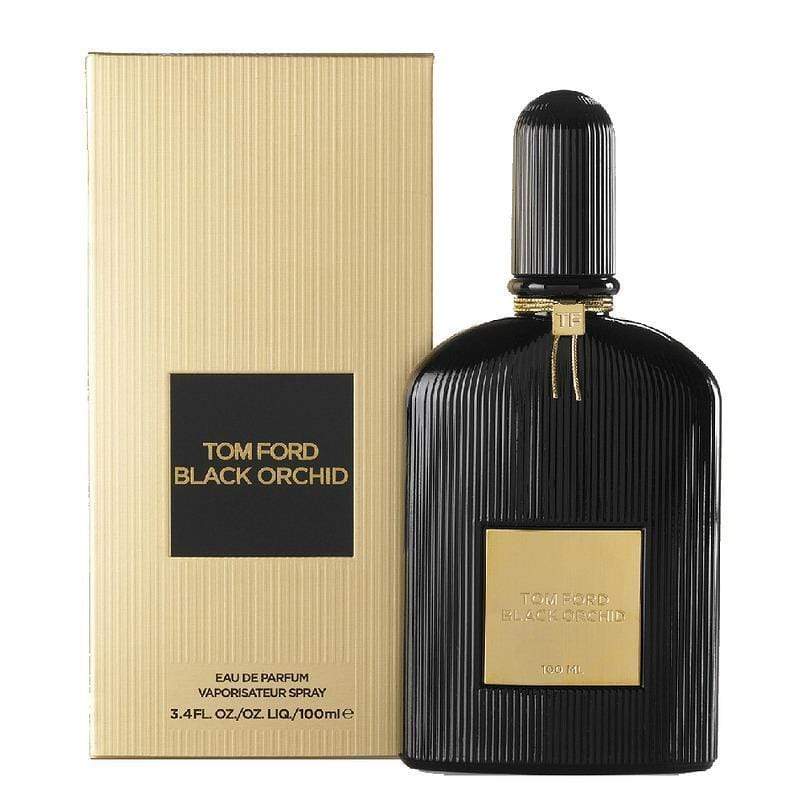 TOM FORD
BLACK ORCHID
EAU DE PARFUM
VAPORISATEUR SPRAY
3.4FL. OZ./OZ. LIQ./100ml℮
TF
TOM FORD
BLACK ORCHID
100 ML